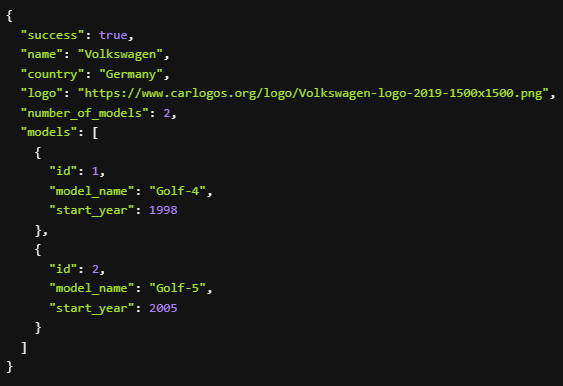 {
  "success": true,
  "name": "Volkswagen",
  "country": "Germany",
  "logo": "https://www.carlogos.org/logo/Volkswagen-logo-2019-1500x1500.png",
  "number_of_models": 2,
  "models": [
    {
      "id": 1,
      "model_name": "Golf-4",
      "start_year": 1998
    },
    {
      "id": 2,
      "model_name": "Golf-5",
      "start_year": 2005
    }
  ]
}